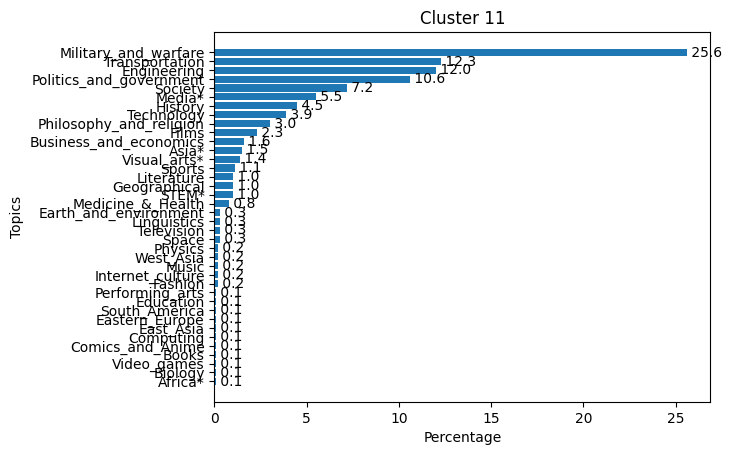 Cluster 11
Military_and_warfare 25.6
Transportation 12.3
Engineering 12.0
Politics_and_government 10.6
Society 7.2
Media* 5.5
History 4.5
Technology 3.9
Philosophy_and_religion 3.0
Films 2.3
Business_and_economics 1.6
Asia* 1.5
Visual_arts* 1.4
Sports 1.1
Literature 1.0
Geographical 1.0
STEM* 1.0
Medicine_&_Health 0.8
Earth_and_environment 0.3
Linguistics 0.3
Television 0.3
Space 0.3
Physics 0.2
West_Asia 0.2
Music 0.2
Internet_culture 0.2
Fashion 0.2
Performing_arts 0.1
Education 0.1
South_America 0.1
Eastern_Europe 0.1
East_Asia 0.1
Computing 0.1
Comics_and_Anime 0.1
Books 0.1
Video_games 0.1
Biology 0.1
Africa* 0.1
0 5 10 15 20 25
Percentage
Topics